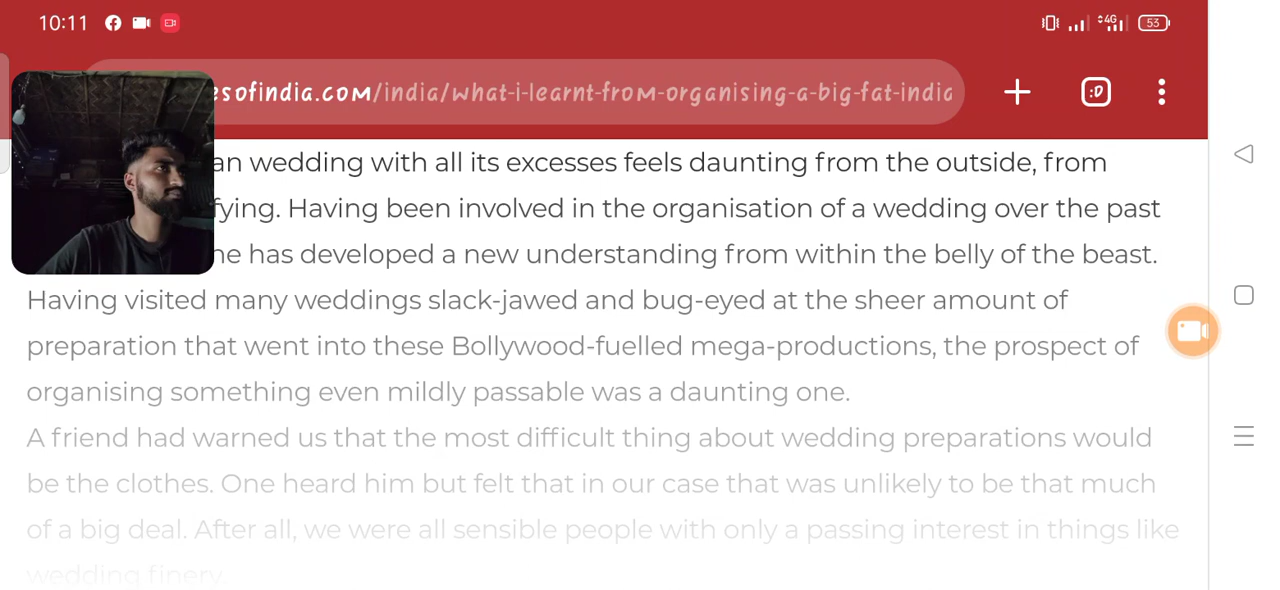 10:11 4G 53
esofindia.com/india/what-i-learnt-from-organising-a-big-fat-india
:D
an wedding with all its excesses feels daunting from the outside, from
fying. Having been involved in the organisation of a wedding over the past
ne has developed a new understanding from within the belly of the beast.
Having visited many weddings slack-jawed and bug-eyed at the sheer amount of
preparation that went into these Bollywood-fuelled mega-productions, the prospect of
organising something even mildly passable was a daunting one.
A friend had warned us that the most difficult thing about wedding preparations would
be the clothes. One heard him but felt that in our case that was unlikely to be that much
of a big deal. After all, we were all sensible people with only a passing interest in things like
wedding finery.